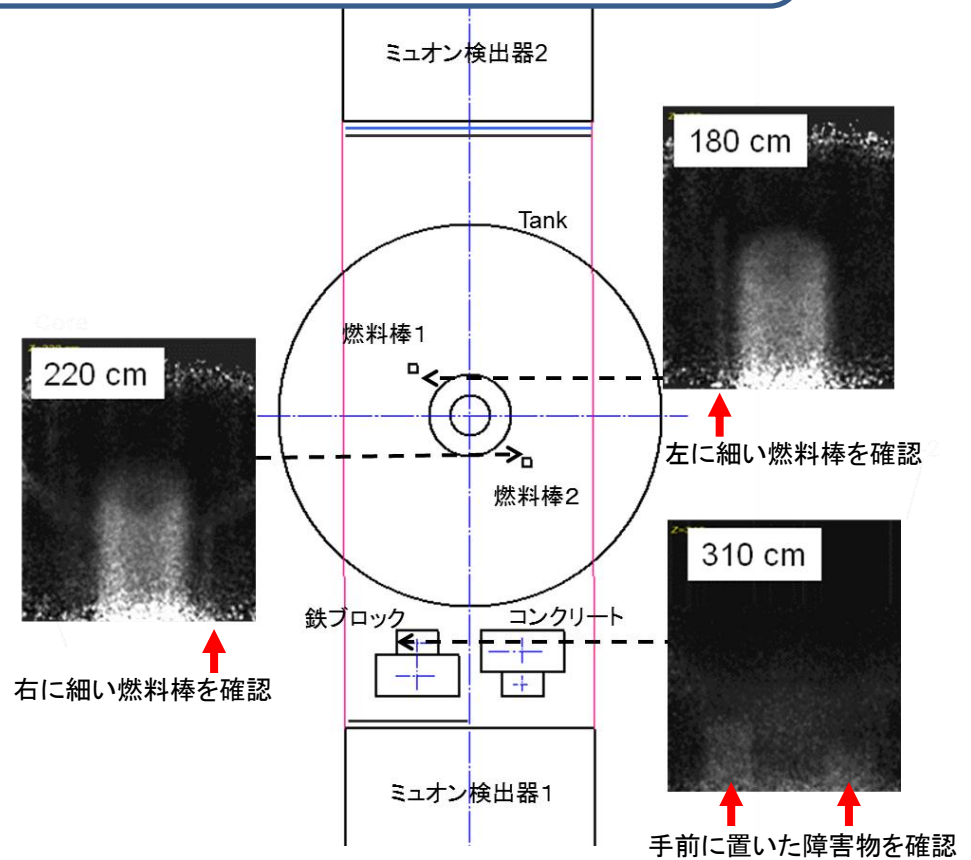 ミュオン検出器2
180 cm
Tank
燃料棒1
220 cm
左に細い燃料棒を確認
燃料棒2
310 cm
鉄ブロック
コンクリート
右に細い燃料棒を確認
ミュオン検出器1
手前に置いた障害物を確認